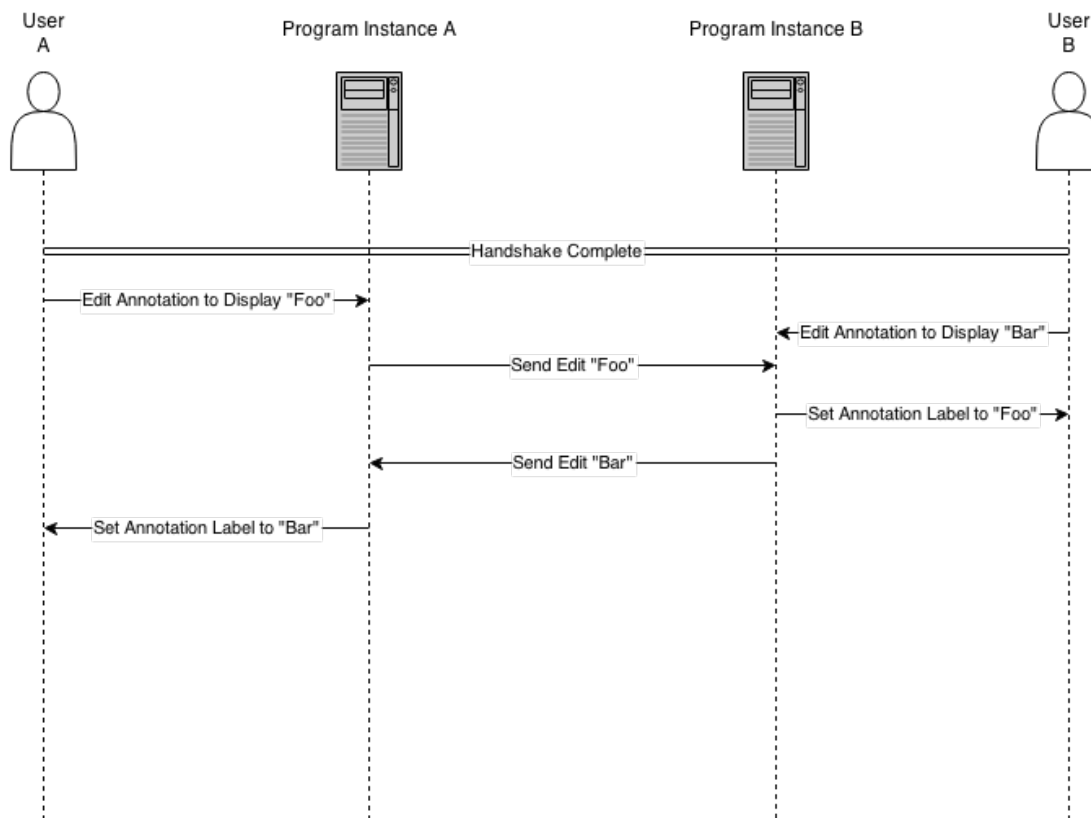 User
A
Program Instance A
Program Instance B
User
B
Handshake Complete
Edit Annotation to Display "Foo"
Edit Annotation to Display "Bar"
Send Edit "Foo"
Set Annotation Label to "Foo"
Send Edit "Bar"
Set Annotation Label to "Bar"